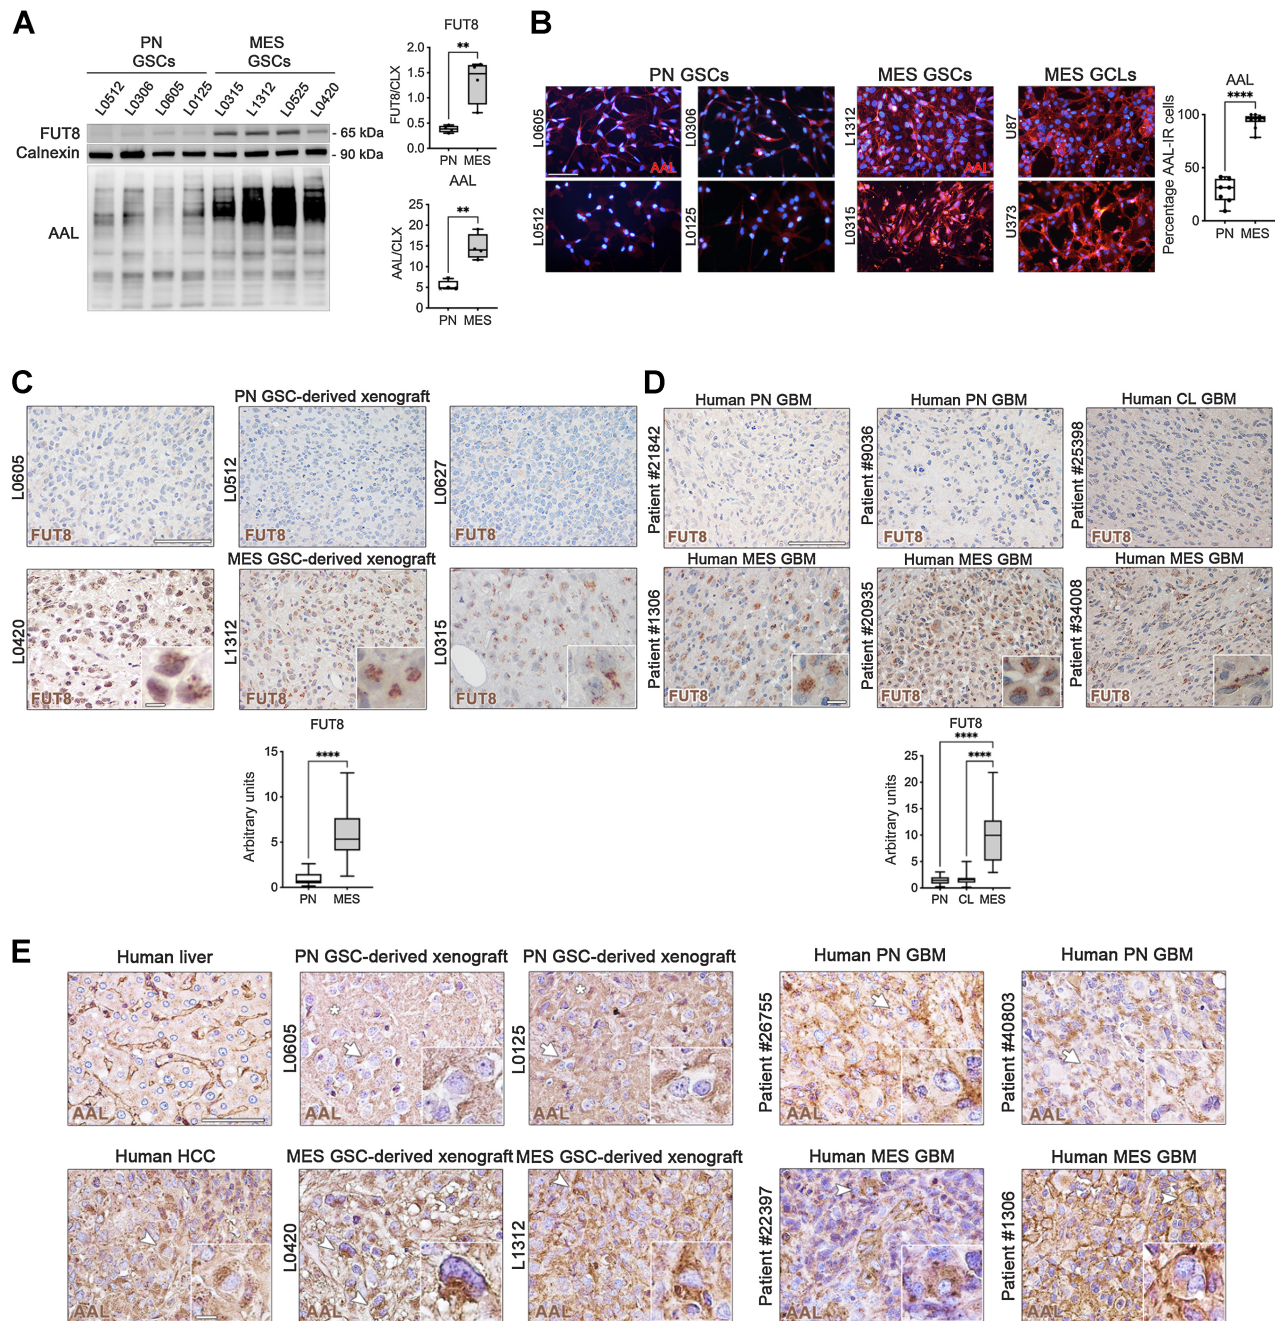 A
PN
GSCs
MES
GSCs
L0512
L0306
L0605
L0125
L0315
L1312
L0525
L0420
FUT8
- 65 kDa
Calnexin
- 90 kDa
AAL
FUT8
FUT8/CLX
2.0
1.5
1.0
0.5
0.0
**
PN MES
AAL
AAL/CLX
25
20
15
10
5
0
**
PN MES
B
PN GSCs
MES GSCs
MES GCLs
L0605
AAL
L0306
L1312
AAL
U87
L0512
L0125
L0315
U373
AAL
****
Percentage AAL-IR cells
100
50
0
PN MES
C
PN GSC-derived xenograft
L0605
FUT8
L0512
FUT8
L0627
FUT8
MES GSC-derived xenograft
L0420
FUT8
L1312
FUT8
L0315
FUT8
FUT8
Arbitrary units
15
10
5
0
****
PN MES
D
Human PN GBM
Human PN GBM
Human CL GBM
Patient #21842
FUT8
Patient #9036
FUT8
Patient #25398
FUT8
Human MES GBM
Human MES GBM
Human MES GBM
Patient #1306
FUT8
Patient #20935
FUT8
Patient #34008
FUT8
FUT8
Arbitrary units
25
20
15
10
5
0
****
****
PN CL MES
E
Human liver
PN GSC-derived xenograft
PN GSC-derived xenograft
Human PN GBM
Human PN GBM
AAL
L0605
*
AAL
L0125
*
AAL
Patient #26755
AAL
Patient #40803
AAL
Human HCC
MES GSC-derived xenograft
MES GSC-derived xenograft
Human MES GBM
Human MES GBM
AAL
L0420
AAL
L1312
AAL
Patient #22397
AAL
Patient #1306
AAL